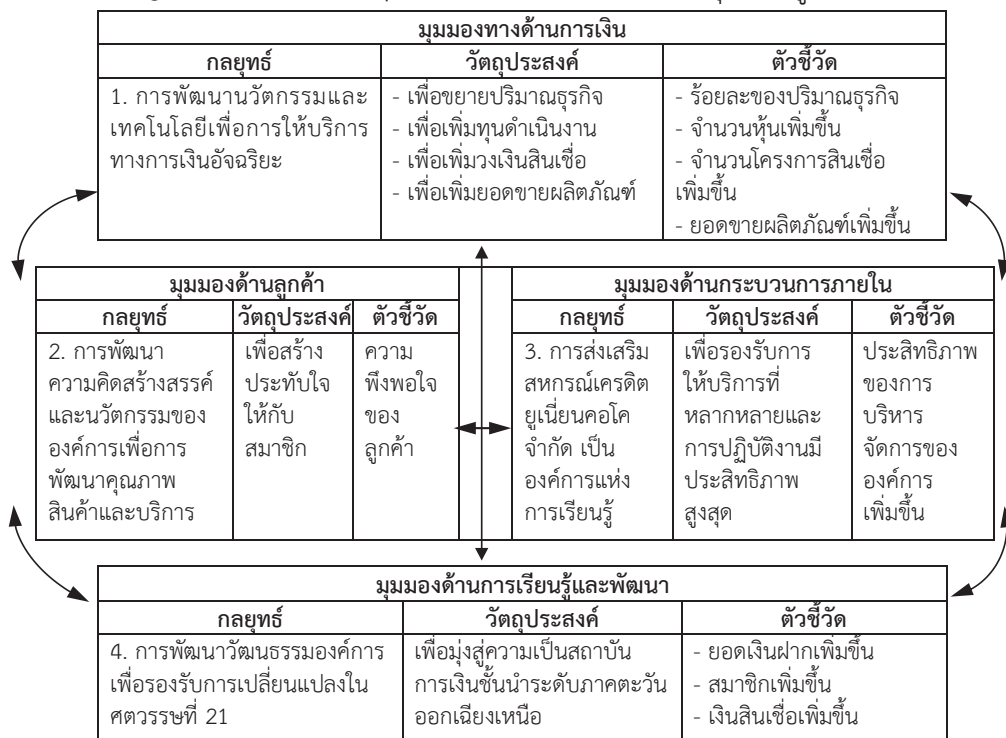 มุมมองทางด้านการเงิน
กลยุทธ์ วัตถุประสงค์ ตัวชี้วัด
1. การพัฒนานวัตกรรมและ
เทคโนโลยีเพื่อการให้บริการ
ทางการเงินอัจฉริยะ
- เพื่อขยายปริมาณธุรกิจ
- เพื่อเพิ่มทุนดำเนินงาน
- เพื่อเพิ่มวงเงินสินเชื่อ
- เพื่อเพิ่มยอดขายผลิตภัณฑ์
- ร้อยละของปริมาณธุรกิจ
- จำนวนหุ้นเพิ่มขึ้น
- จำนวนโครงการสินเชื่อ
เพิ่มขึ้น
- ยอดขายผลิตภัณฑ์เพิ่มขึ้น
มุมมองด้านลูกค้า
กลยุทธ์ วัตถุประสงค์ ตัวชี้วัด
2. การพัฒนา
ความคิดสร้างสรรค์
และนวัตกรรมของ
องค์การเพื่อการ
พัฒนาคุณภาพ
สินค้าและบริการ
เพื่อสร้าง
ประทับใจ
ให้กับ
สมาชิก
ความ
พึงพอใจ
ของ
ลูกค้า
มุมมองด้านกระบวนการภายใน
กลยุทธ์ วัตถุประสงค์ ตัวชี้วัด
3. การส่งเสริม
สหกรณ์เครดิต
ยูเนี่ยนคอโค
จำกัด เป็น
องค์การแห่ง
การเรียนรู้
เพื่อรองรับการ
ให้บริการที่
หลากหลายและ
การปฏิบัติงานมี
ประสิทธิภาพ
สูงสุด
ประสิทธิภาพ
ของการ
บริหาร
จัดการของ
องค์การ
เพิ่มขึ้น
มุมมองด้านการเรียนรู้และพัฒนา
กลยุทธ์ วัตถุประสงค์ ตัวชี้วัด
4. การพัฒนาวัฒนธรรมองค์การ
เพื่อรองรับการเปลี่ยนแปลงใน
ศตวรรษที่ 21
เพื่อมุ่งสู่ความเป็นสถาบัน
การเงินชั้นนำระดับภาคตะวัน
ออกเฉียงเหนือ
- ยอดเงินฝากเพิ่มขึ้น
- สมาชิกเพิ่มขึ้น
- เงินสินเชื่อเพิ่มขึ้น